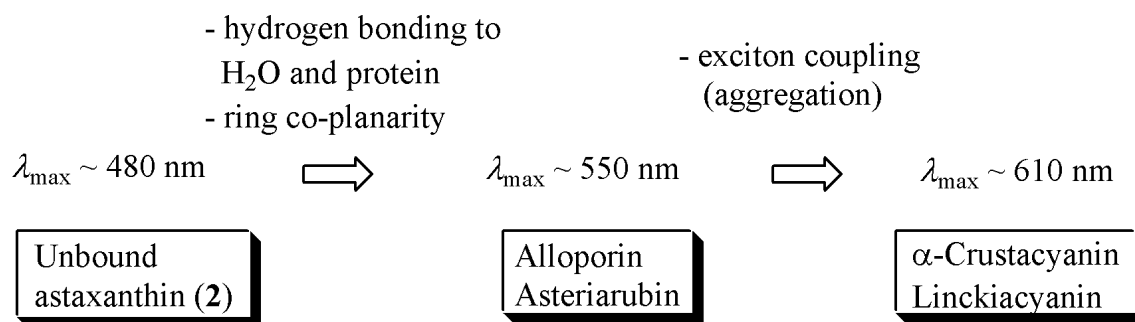 - hydrogen bonding to
H₂O and protein
- ring co-planarity
- exciton coupling
(aggregation)
λmax ~ 480 nm
λmax ~ 550 nm
λmax ~ 610 nm
Unbound
astaxanthin (2)
Alloporin
Asteriarubin
α-Crustacyanin
Linckiacyanin